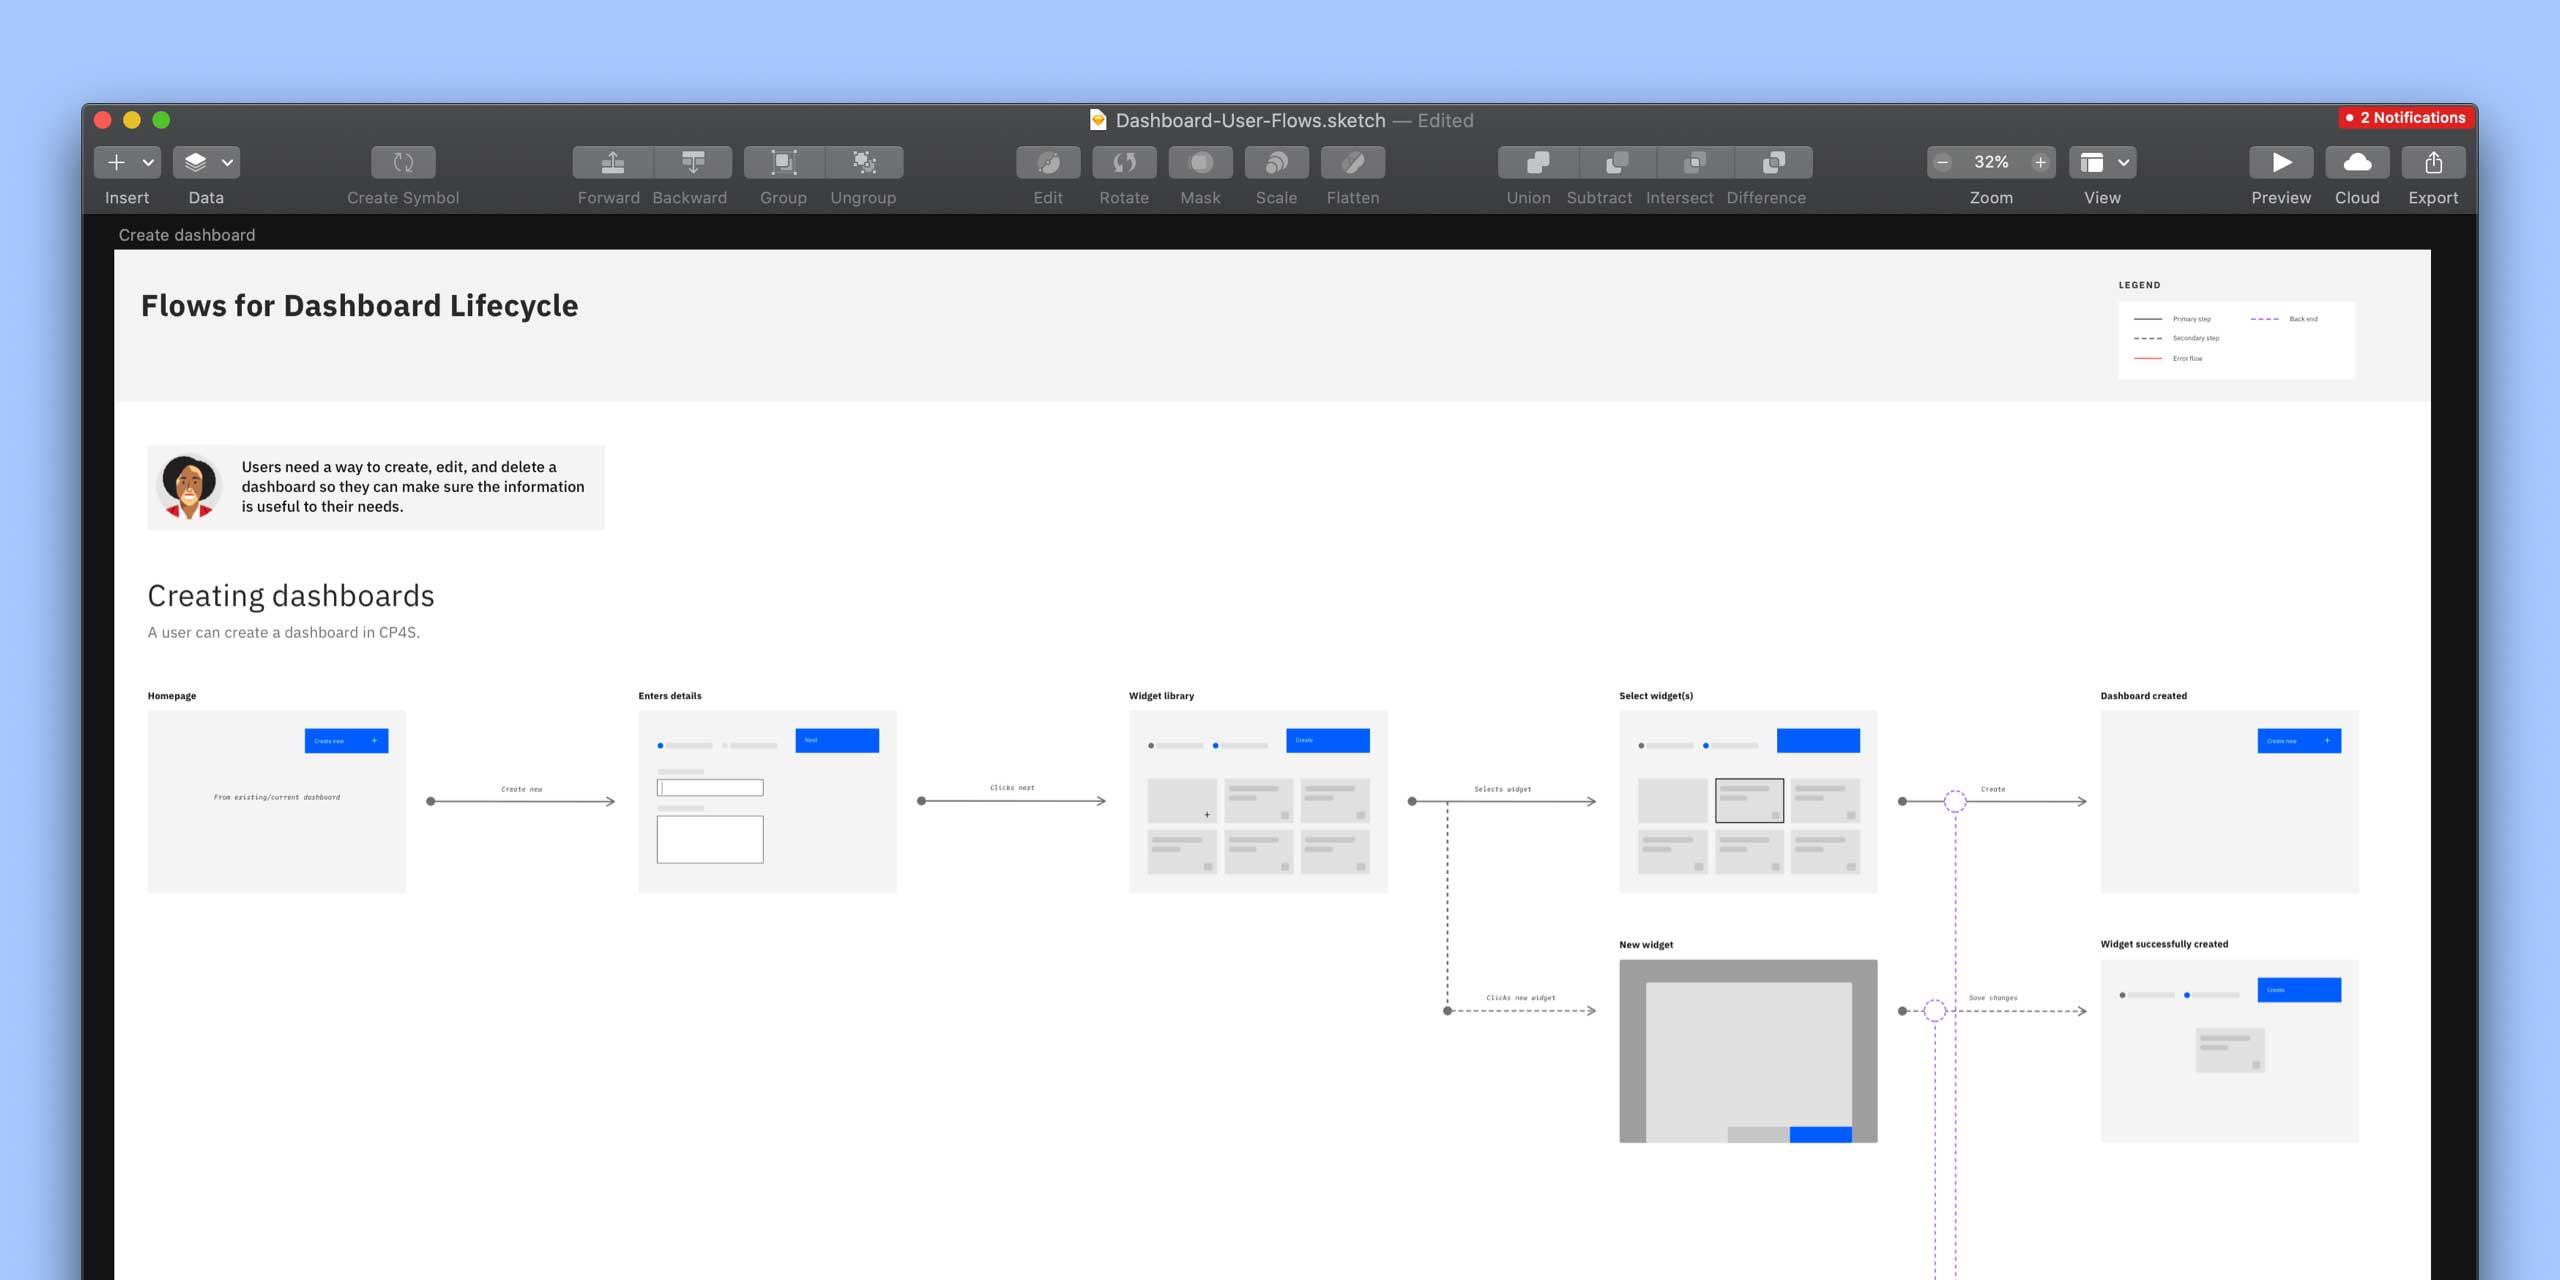 Dashboard-User-Flows.sketch — Edited
2 Notifications
32%
Insert
Data
Create Symbol
Forward
Backward
Group
Ungroup
Edit
Rotate
Mask
Scale
Flatten
Union
Subtract
Intersect
Difference
Zoom
View
Preview
Cloud
Export
Create dashboard
Flows for Dashboard Lifecycle
LEGEND
Primary step
Back end
Secondary step
Error flow
Users need a way to create, edit, and delete a
dashboard so they can make sure the information
is useful to their needs.
Creating dashboards
A user can create a dashboard in CP4S.
Homepage
Create new +
From existing/current dashboard
Create new
Enters details
Next
Clicks next
Widget library
Create
+
Selects widget
Select widget(s)
Create
Dashboard created
Create new +
Clicks new widget
New widget
Save changes
Widget successfully created
Create